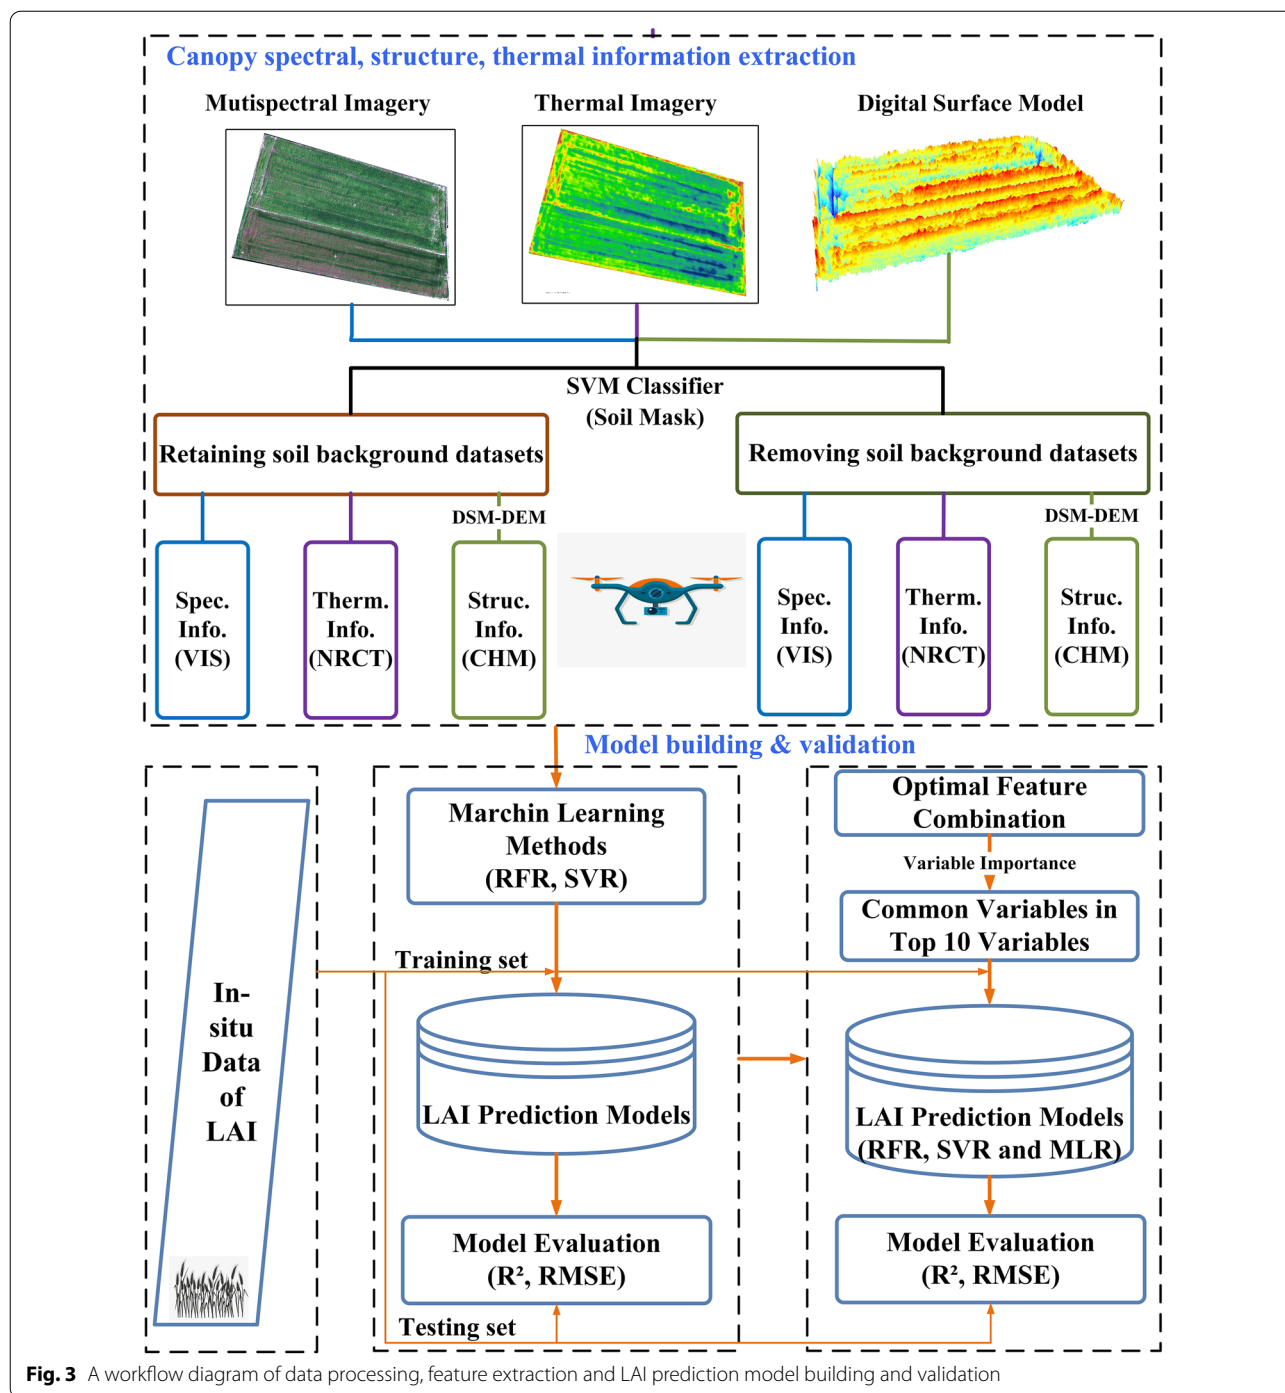 Canopy spectral, structure, thermal information extraction
Mutispectral Imagery
Thermal Imagery
Digital Surface Model
SVM Classifier
(Soil Mask)
Retaining soil background datasets
Removing soil background datasets
DSM-DEM
DSM-DEM
Spec.
Info.
(VIS)
Therm.
Info.
(NRCT)
Struc.
Info.
(CHM)
Spec.
Info.
(VIS)
Therm.
Info.
(NRCT)
Struc.
Info.
(CHM)
Model building & validation
In-
situ
Data
of
LAI
Marchin Learning
Methods
(RFR, SVR)
Training set
LAI Prediction Models
Model Evaluation
(R², RMSE)
Testing set
Optimal Feature
Combination
Variable Importance
Common Variables in
Top 10 Variables
LAI Prediction Models
(RFR, SVR and MLR)
Model Evaluation
(R², RMSE)
Fig. 3 A workflow diagram of data processing, feature extraction and LAI prediction model building and validation